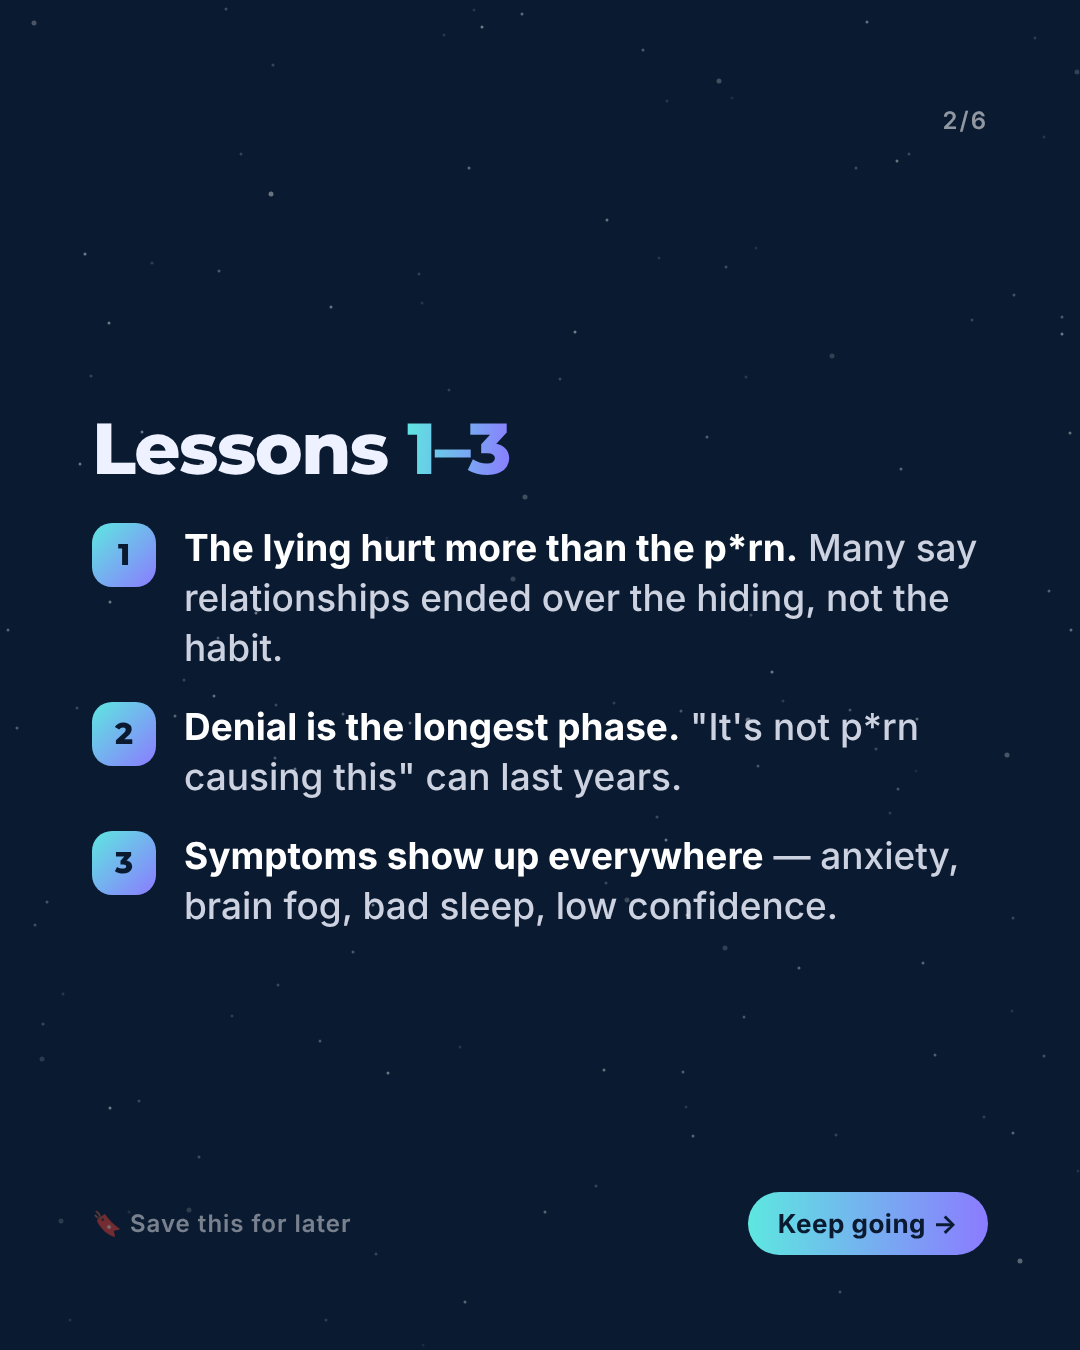 2/6
Lessons 1–3
1
The lying hurt more than the p*rn. Many say
relationships ended over the hiding, not the
habit.
2
Denial is the longest phase. "It's not p*rn
causing this" can last years.
3
Symptoms show up everywhere — anxiety,
brain fog, bad sleep, low confidence.
🔖 Save this for later
Keep going →